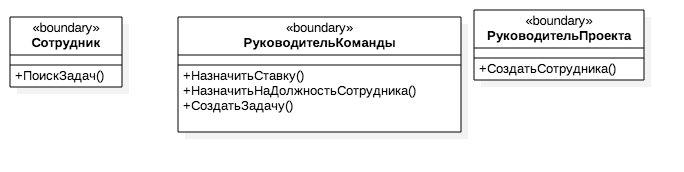 «boundary»
Сотрудник
+ПоискЗадач()
«boundary»
РуководительКоманды
+НазначитьСтавку()
+НазначитьНаДолжностьСотрудника()
+СоздатьЗадачу()
«boundary»
РуководительПроекта
+СоздатьСотрудника()